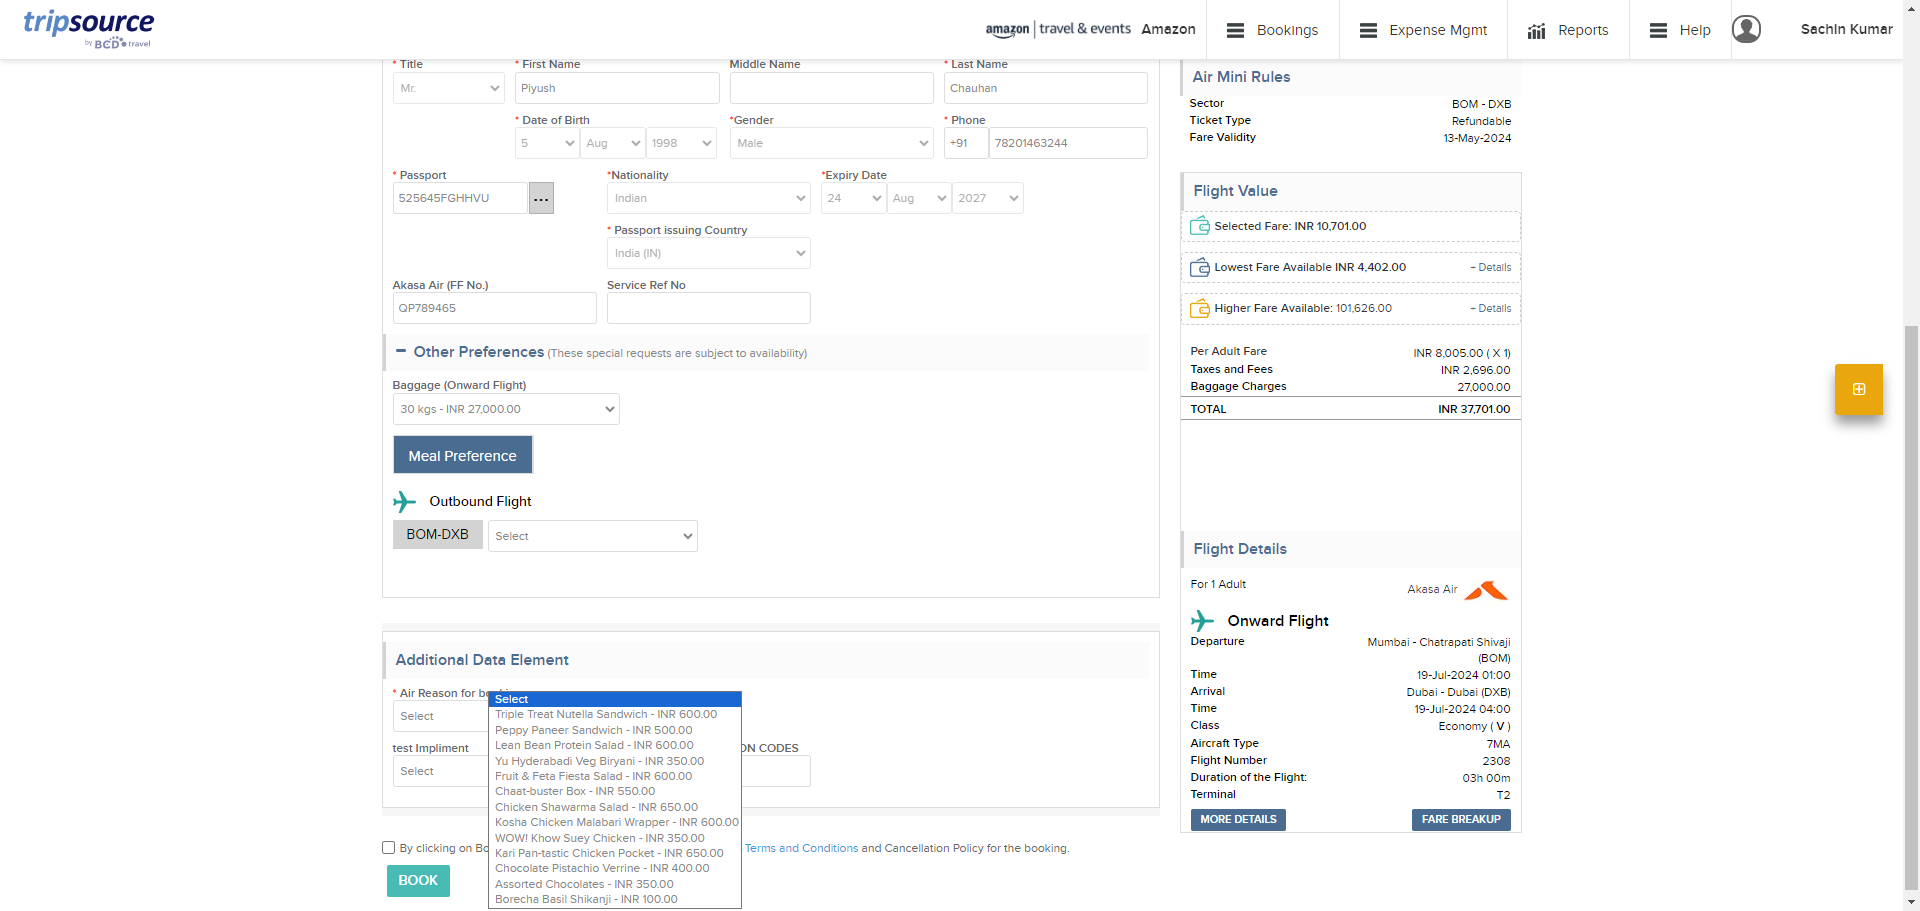 tripsource
by BCD travel
amazon | travel & events Amazon
Bookings
Expense Mgmt
Reports
Help
Sachin Kumar
* Title
* First Name
Middle Name
* Last Name
Mr.
Piyush
Chauhan
* Date of Birth
*Gender
* Phone
5
Aug
1998
Male
+91
78201463244
* Passport
*Nationality
*Expiry Date
525645FGHHVU
...
Indian
24
Aug
2027
* Passport issuing Country
India (IN)
Akasa Air (FF No.)
Service Ref No
QP789465
− Other Preferences (These special requests are subject to availability)
Baggage (Onward Flight)
30 kgs - INR 27,000.00
Meal Preference
Outbound Flight
BOM-DXB
Select
Additional Data Element
* Air Reason for
Select
test Impliment
ON CODES
Select
Select
Triple Treat Nutella Sandwich - INR 600.00
Peppy Paneer Sandwich - INR 500.00
Lean Bean Protein Salad - INR 600.00
Yu Hyderabadi Veg Biryani - INR 350.00
Fruit & Feta Fiesta Salad - INR 600.00
Chaat-buster Box - INR 550.00
Chicken Shawarma Salad - INR 650.00
Kosha Chicken Malabari Wrapper - INR 600.00
WOW! Khow Suey Chicken - INR 350.00
Kari Pan-tastic Chicken Pocket - INR 650.00
Chocolate Pistachio Verrine - INR 400.00
Assorted Chocolates - INR 350.00
Borecha Basil Shikanji - INR 100.00
By clicking on Bo
Terms and Conditions and Cancellation Policy for the booking.
BOOK
Air Mini Rules
Sector BOM - DXB
Ticket Type Refundable
Fare Validity 13-May-2024
Flight Value
Selected Fare: INR 10,701.00
Lowest Fare Available INR 4,402.00 + Details
Higher Fare Available: 101,626.00 + Details
Per Adult Fare INR 8,005.00 ( X 1)
Taxes and Fees INR 2,696.00
Baggage Charges 27,000.00
TOTAL INR 37,701.00
Flight Details
For 1 Adult
Akasa Air
Onward Flight
Departure Mumbai - Chatrapati Shivaji
(BOM)
Time 19-Jul-2024 01:00
Arrival Dubai - Dubai (DXB)
Time 19-Jul-2024 04:00
Class Economy ( V )
Aircraft Type 7MA
Flight Number 2308
Duration of the Flight: 03h 00m
Terminal T2
MORE DETAILS
FARE BREAKUP